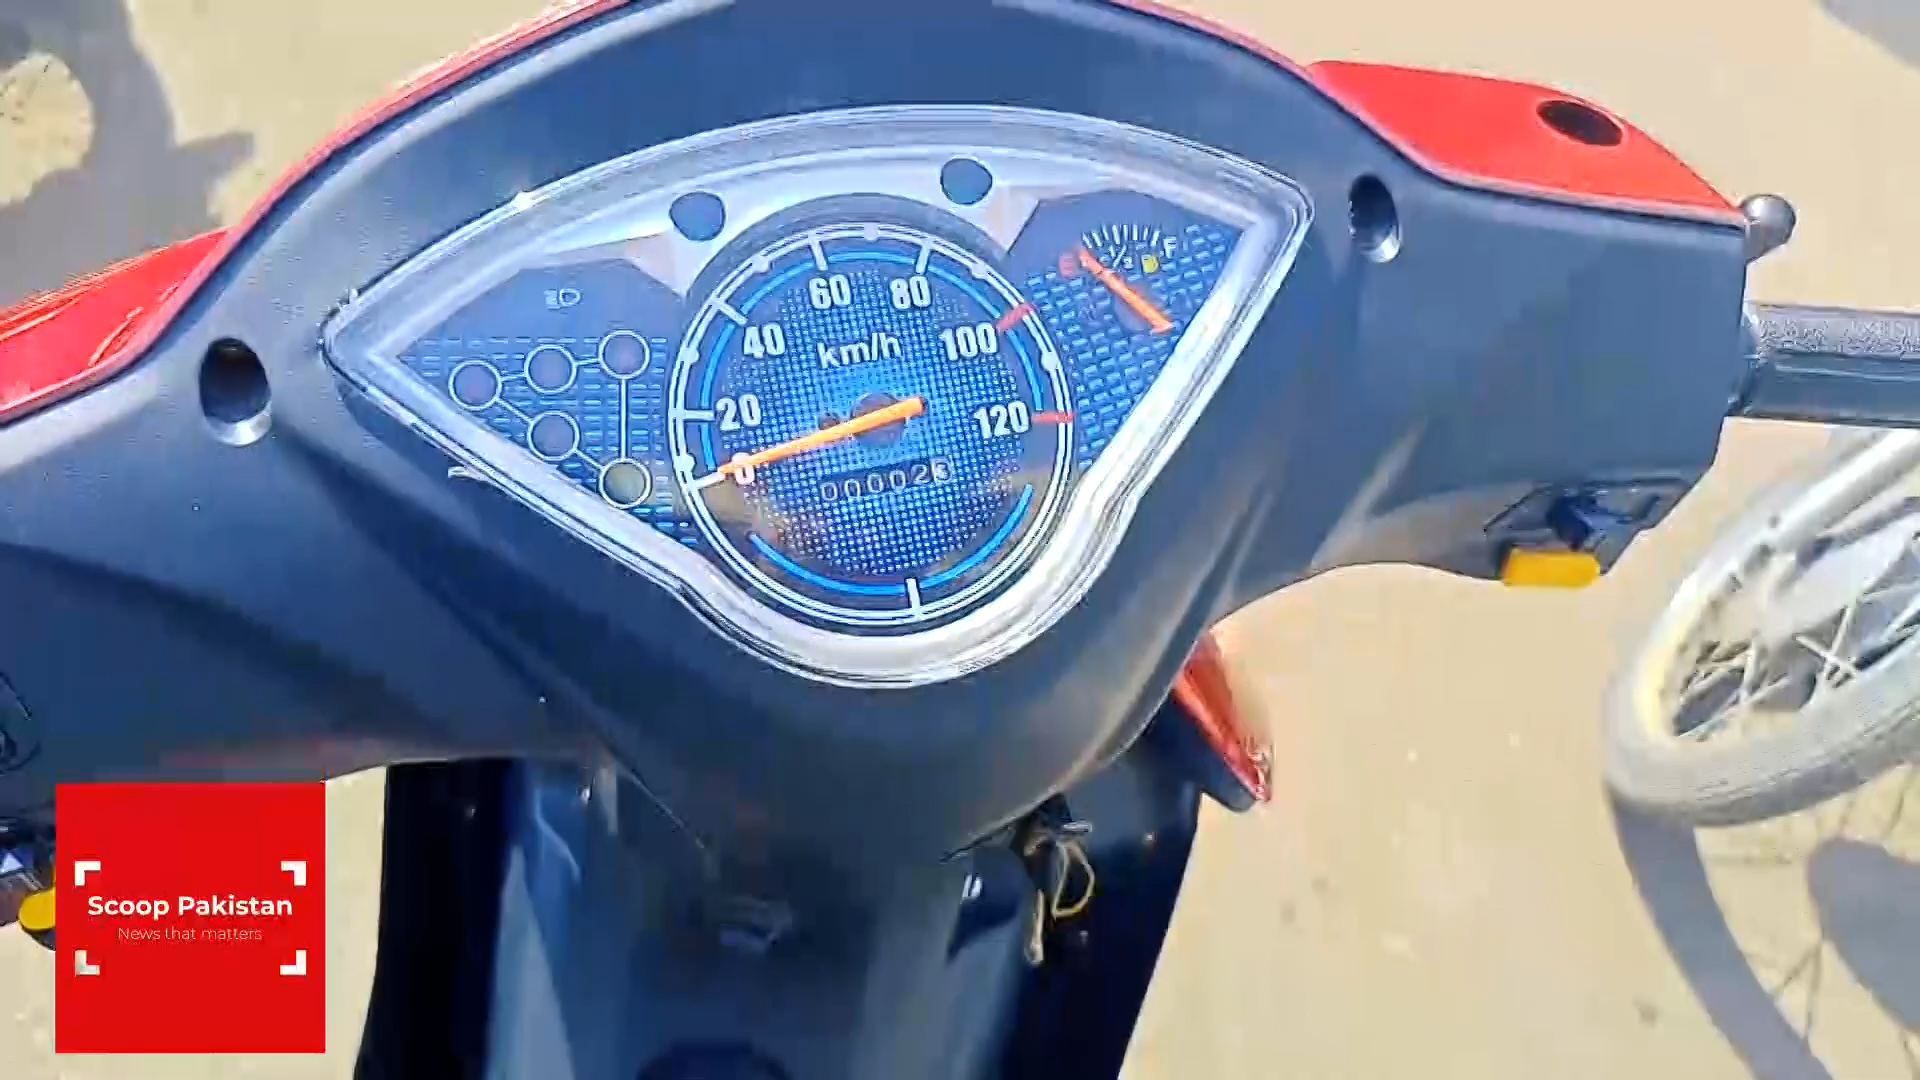 60 80
40 km/h 100
20 120
0
000023
E ½ F
Scoop Pakistan
News that matters